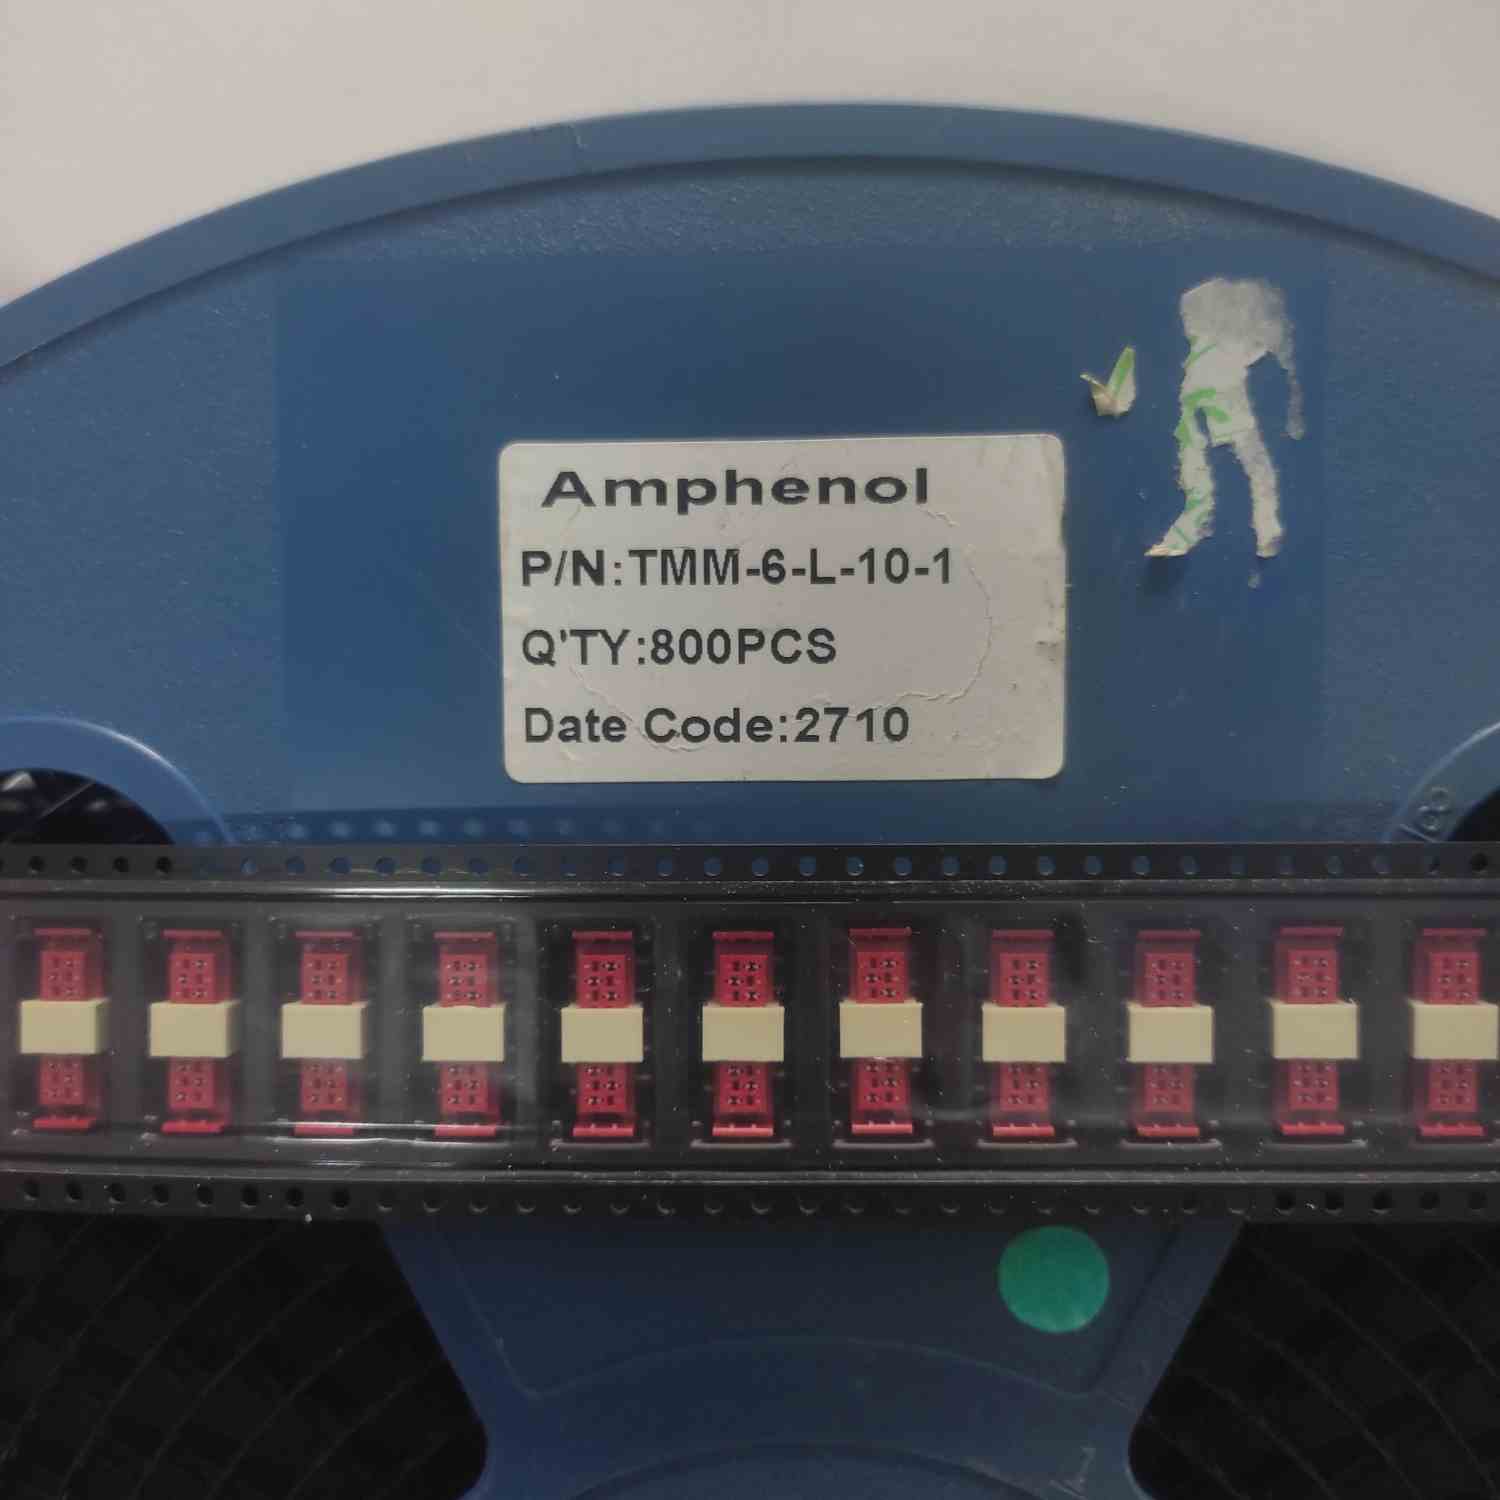 Amphenol
P/N:TMM-6-L-10-1
Q'TY:800PCS
Date Code:2710